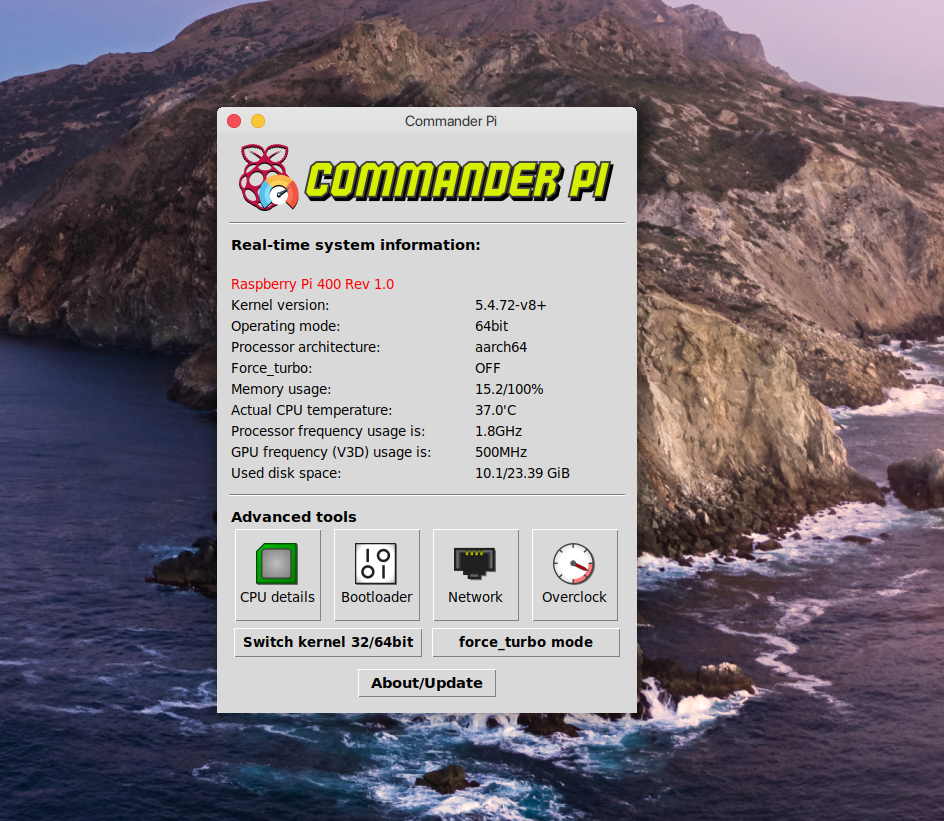 Commander Pi
COMMANDER PI
Real-time system information:
Raspberry Pi 400 Rev 1.0
Kernel version: 5.4.72-v8+
Operating mode: 64bit
Processor architecture: aarch64
Force_turbo: OFF
Memory usage: 15.2/100%
Actual CPU temperature: 37.0'C
Processor frequency usage is: 1.8GHz
GPU frequency (V3D) usage is: 500MHz
Used disk space: 10.1/23.39 GiB
Advanced tools
CPU details Bootloader Network Overclock
Switch kernel 32/64bit force_turbo mode
About/Update